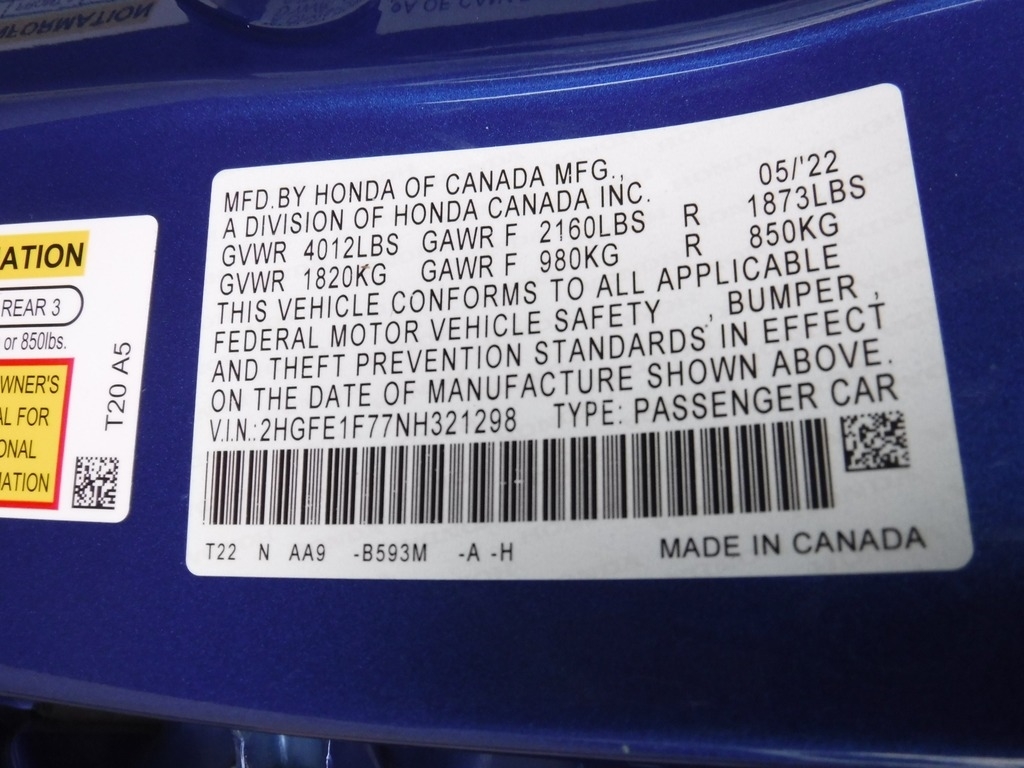 FORMATION
MFD.BY HONDA OF CANADA MFG., 05/'22
A DIVISION OF HONDA CANADA INC.
GVWR 4012LBS GAWR F 2160LBS R 1873LBS
GVWR 1820KG GAWR F 980KG R 850KG
THIS VEHICLE CONFORMS TO ALL APPLICABLE
FEDERAL MOTOR VEHICLE SAFETY , BUMPER ,
AND THEFT PREVENTION STANDARDS IN EFFECT
ON THE DATE OF MANUFACTURE SHOWN ABOVE.
V.I.N.:2HGFE1F77NH321298 TYPE: PASSENGER CAR
T22 N AA9 -B593M -A -H MADE IN CANADA
ATION
REAR 3
or 850lbs.
WNER'S
AL FOR
ONAL
MATION
T20 A5